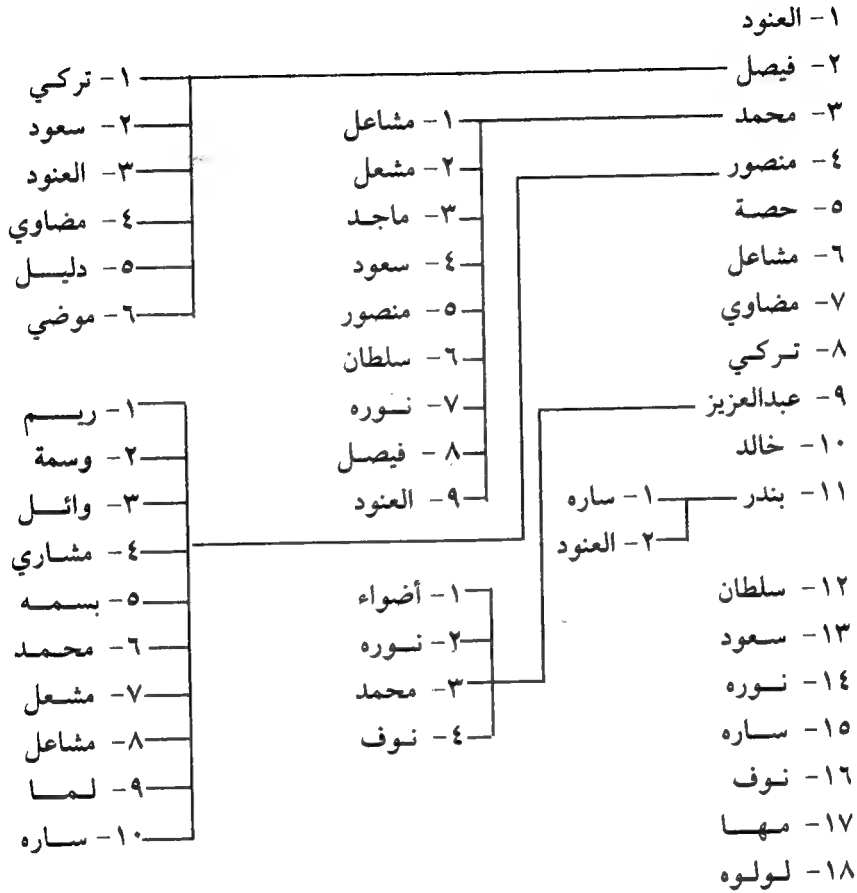 ١- العنود
٢- فيصل
٣- محمد
٤- منصور
٥- حصة
٦- مشاعل
٧- مضاوي
٨- تركي
٩- عبدالعزيز
١٠- خالد
١١- بندر
١٢- سلطان
١٣- سعود
١٤- نوره
١٥- ساره
١٦- نوف
١٧- مها
١٨- لولوه
١- تركي
٢- سعود
٣- العنود
٤- مضاوي
٥- دليل
٦- موضي
١- مشاعل
٢- مشعل
٣- ماجد
٤- سعود
٥- منصور
٦- سلطان
٧- نوره
٨- فيصل
٩- العنود
١- ريم
٢- وسمة
٣- وائل
٤- مشاري
٥- بسمه
٦- محمد
٧- مشعل
٨- مشاعل
٩- لما
١٠- ساره
١- أضواء
٢- نوره
٣- محمد
٤- نوف
١- ساره
٢- العنود